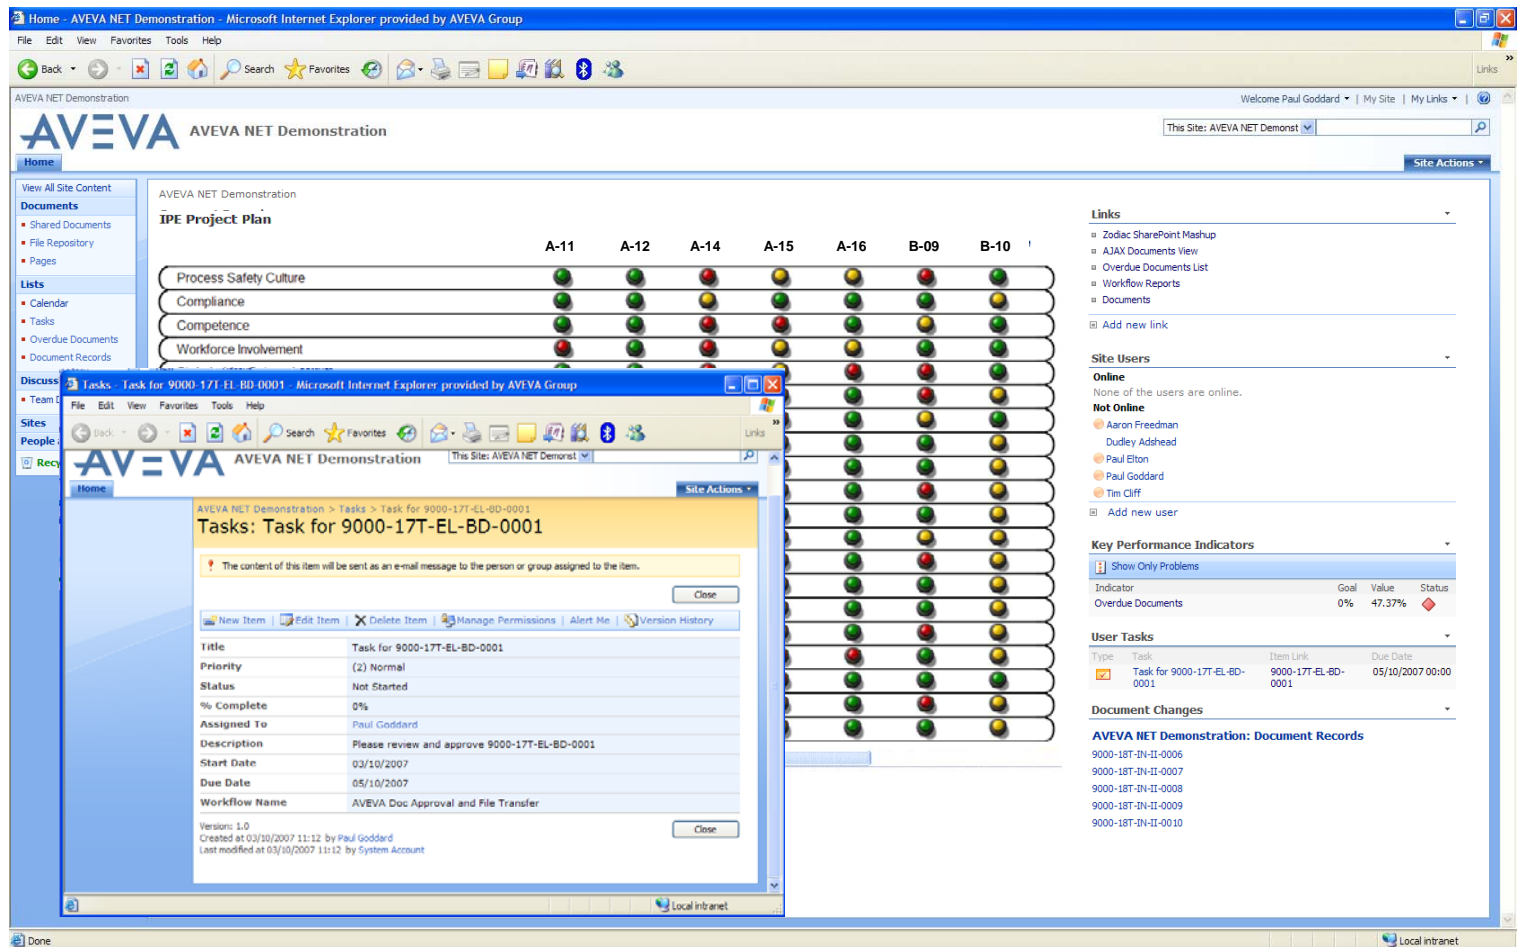 Home - AVEVA NET Demonstration - Microsoft Internet Explorer provided by AVEVA Group
File Edit View Favorites Tools Help
Back Search Favorites Links
AVEVA NET Demonstration
Welcome Paul Goddard | My Site | My Links |
AVEVA AVEVA NET Demonstration
This Site: AVEVA NET Demonst
Home
Site Actions
View All Site Content
Documents
Shared Documents
File Repository
Pages
Lists
Calendar
Tasks
Overdue Documents
Document Records
Discuss
Team D
Sites
People
Recy
AVEVA NET Demonstration
IPE Project Plan
A-11 A-12 A-14 A-15 A-16 B-09 B-10
Process Safety Culture
Compliance
Competence
Workforce Involvement
Links
Zodiac SharePoint Mashup
AJAX Documents View
Overdue Documents List
Workflow Reports
Documents
Add new link
Site Users
Online
None of the users are online.
Not Online
Aaron Freedman
Dudley Adshead
Paul Elton
Paul Goddard
Tim Cliff
Add new user
Key Performance Indicators
Show Only Problems
Indicator Goal Value Status
Overdue Documents 0% 47.37%
User Tasks
Type Task Item Link Due Date
Task for 9000-17T-EL-BD- 9000-17T-EL-BD- 05/10/2007 00:00
0001 0001
Document Changes
AVEVA NET Demonstration: Document Records
9000-18T-IN-II-0006
9000-18T-IN-II-0007
9000-18T-IN-II-0008
9000-18T-IN-II-0009
9000-18T-IN-II-0010
Tasks - Task for 9000-17T-EL-BD-0001 - Microsoft Internet Explorer provided by AVEVA Group
File Edit View Favorites Tools Help
Back Search Favorites Links
AVEVA AVEVA NET Demonstration This Site: AVEVA NET Demonst
Home Site Actions
AVEVA NET Demonstration > Tasks > Task for 9000-17T-EL-BD-0001
Tasks: Task for 9000-17T-EL-BD-0001
The content of this item will be sent as an e-mail message to the person or group assigned to the item.
Close
New Item | Edit Item | Delete Item | Manage Permissions | Alert Me | Version History
Title Task for 9000-17T-EL-BD-0001
Priority (2) Normal
Status Not Started
% Complete 0%
Assigned To Paul Goddard
Description Please review and approve 9000-17T-EL-BD-0001
Start Date 03/10/2007
Due Date 05/10/2007
Workflow Name AVEVA Doc Approval and File Transfer
Version: 1.0
Created at 03/10/2007 11:12 by Paul Goddard
Last modified at 03/10/2007 11:12 by System Account
Close
Local intranet
Done
Local intranet